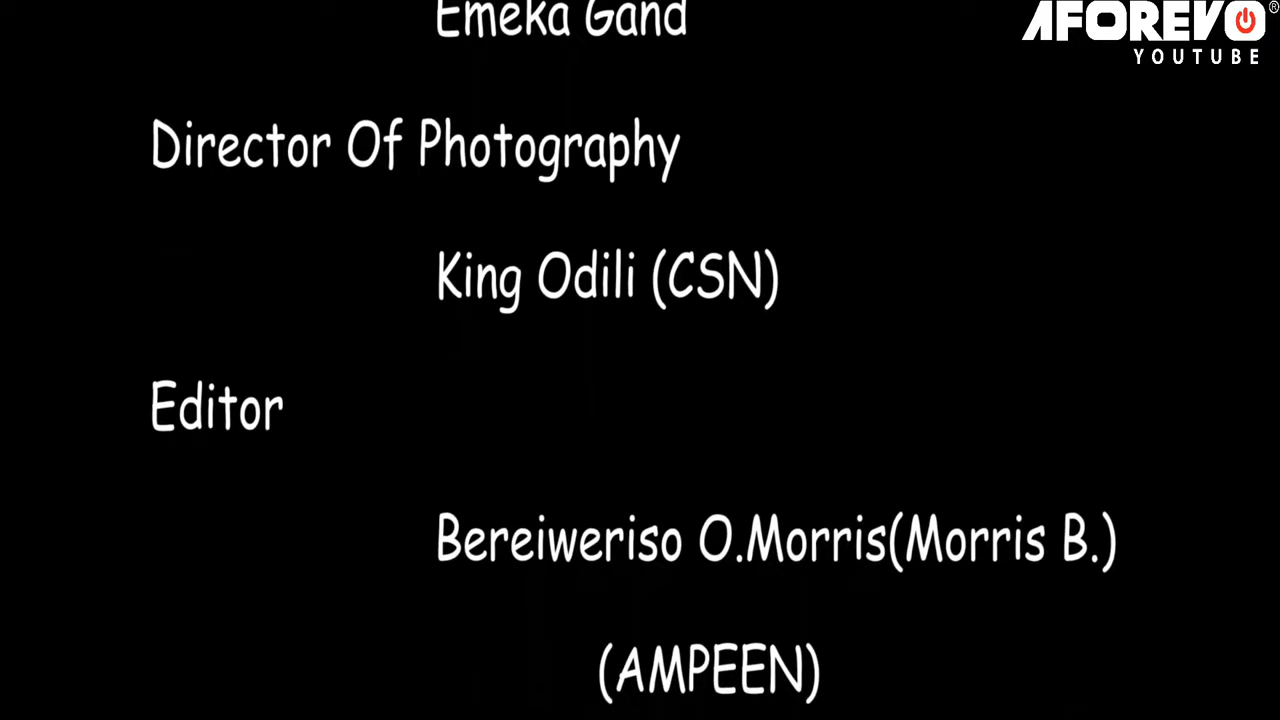 Emeka Gand
AFOREVO®
YOUTUBE
Director Of Photography
King Odili (CSN)
Editor
Bereiweriso O.Morris(Morris B.)
(AMPEEN)